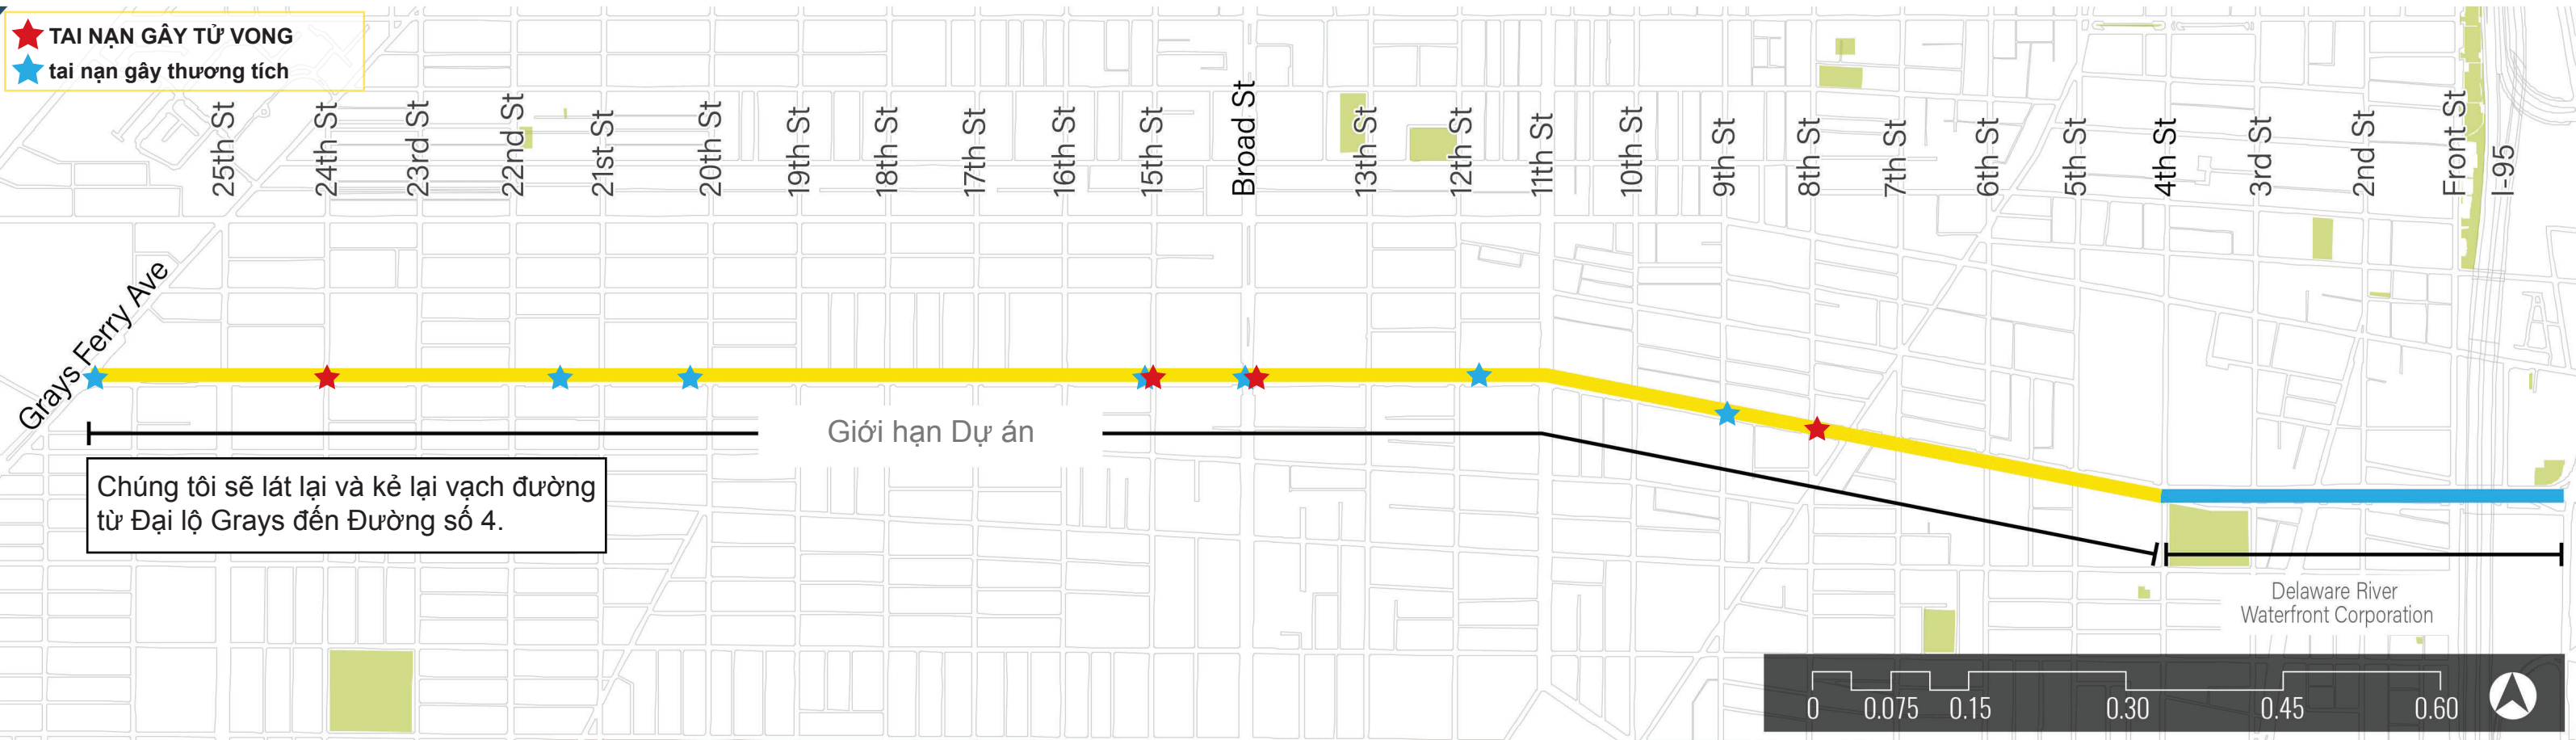 TAI NẠN GÂY TỬ VONG
tai nạn gây thương tích
25th St
24th St
23rd St
22nd St
21st St
20th St
19th St
18th St
17th St
16th St
15th St
Broad St
13th St
12th St
11th St
10th St
9th St
8th St
7th St
6th St
5th St
4th St
3rd St
2nd St
Front St
I-95
Grays Ferry Ave
Giới hạn Dự án
Chúng tôi sẽ lát lại và kẻ lại vạch đường
từ Đại lộ Grays đến Đường số 4.
Delaware River
Waterfront Corporation
0 0.075 0.15 0.30 0.45 0.60